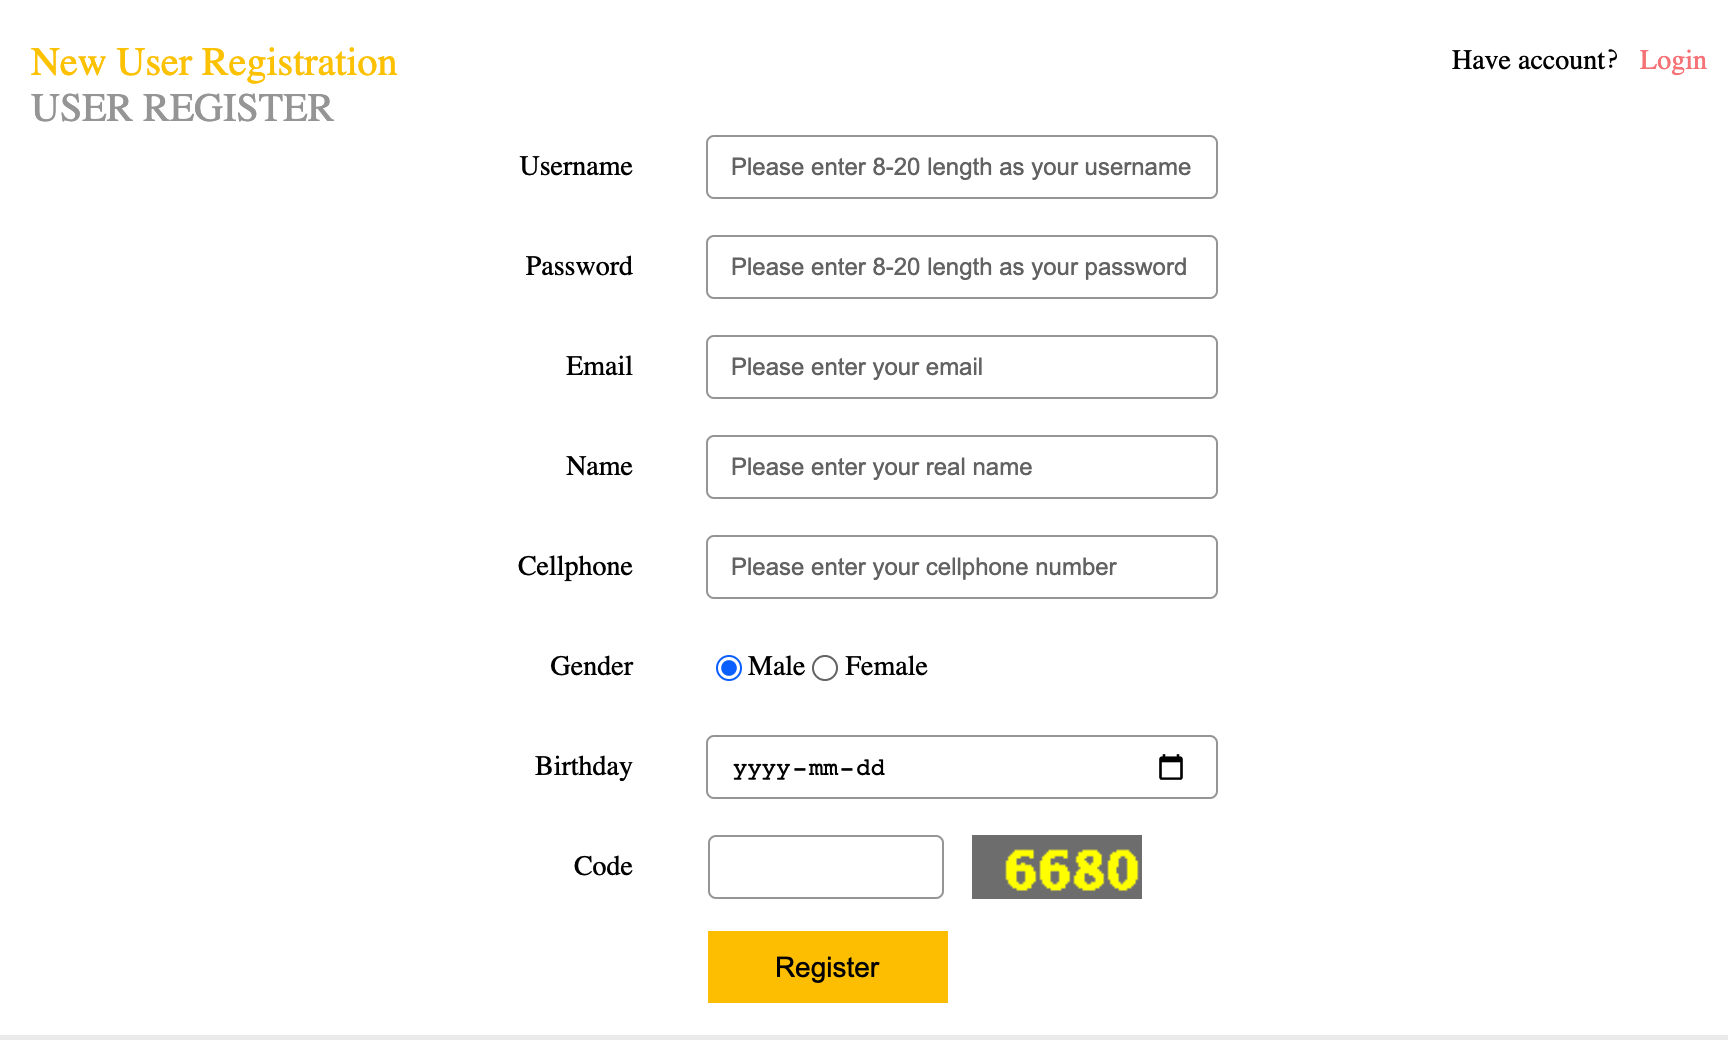 New User Registration
Have account? Login
USER REGISTER
Username Please enter 8-20 length as your username
Password Please enter 8-20 length as your password
Email Please enter your email
Name Please enter your real name
Cellphone Please enter your cellphone number
Gender Male Female
Birthday yyyy-mm-dd
Code 6680
Register